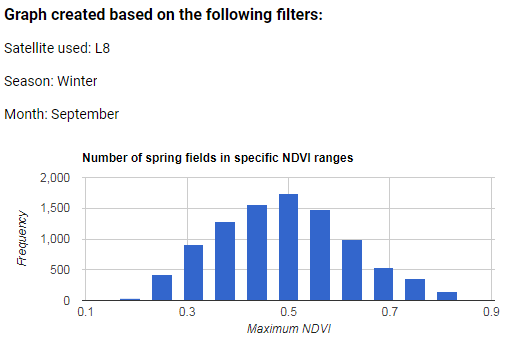 Graph created based on the following filters:
Satellite used: L8
Season: Winter
Month: September
Number of spring fields in specific NDVI ranges
2,000
1,500
1,000
500
0
Frequency
0.1 0.3 0.5 0.7 0.9
Maximum NDVI